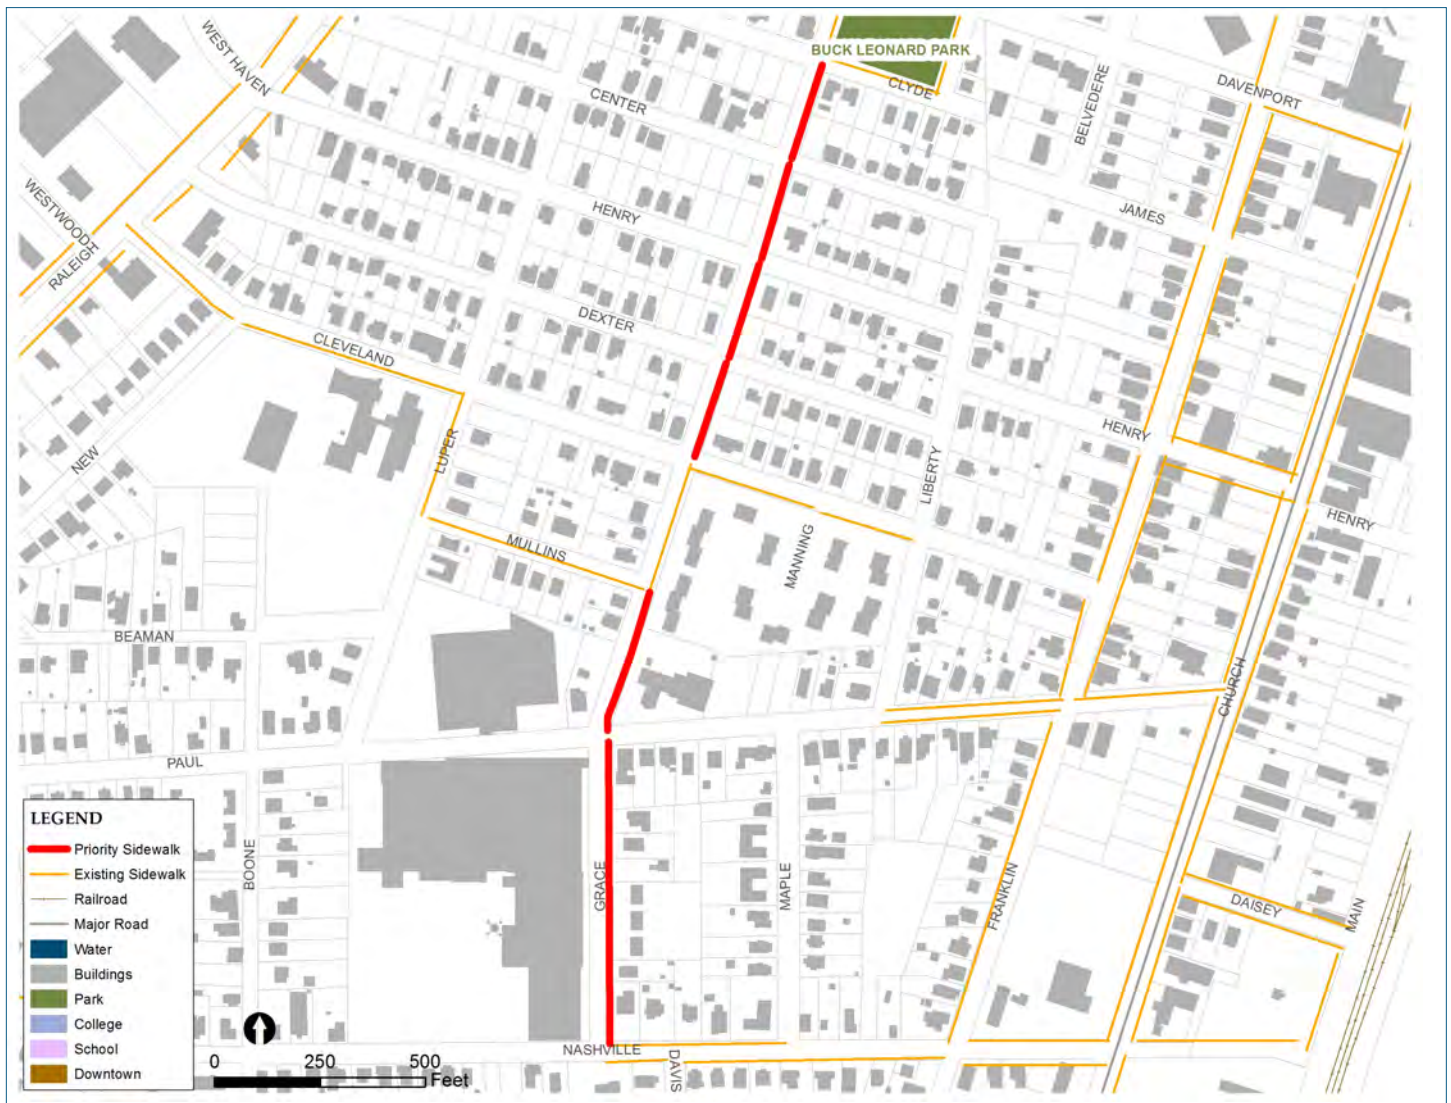 WEST HAVEN
BUCK LEONARD PARK
CLYDE
CENTER
BELVEDERE
DAVENPORT
WESTWOOD
RALEIGH
HENRY
JAMES
DEXTER
CLEVELAND
LUPER
NEW
HENRY
LIBERTY
HENRY
MULLINS
MANNING
BEAMAN
CHURCH
PAUL
BOONE
GRACE
MAPLE
FRANKLIN
DAISEY
MAIN
NASHVILLE
DAVIS
LEGEND
Priority Sidewalk
Existing Sidewalk
Railroad
Major Road
Water
Buildings
Park
College
School
Downtown
0 250 500
Feet